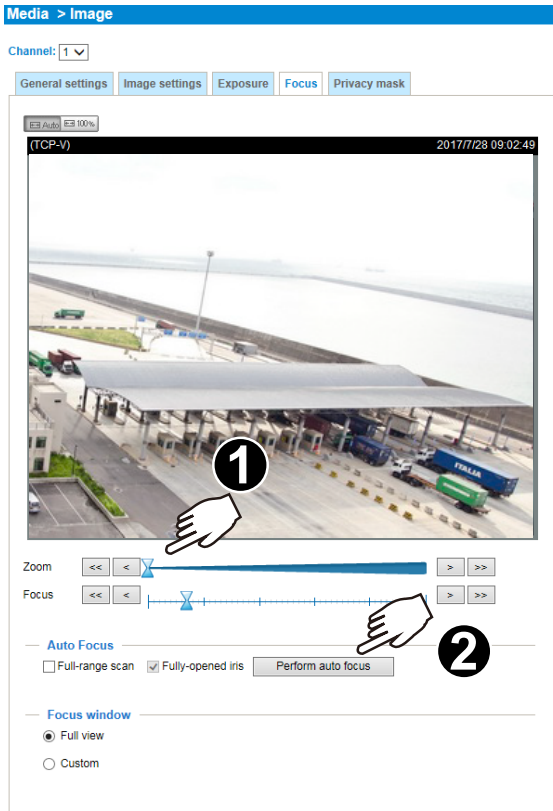 Media > Image
Channel: 1
General settings Image settings Exposure Focus Privacy mask
Auto 100%
(TCP-V) 2017/7/28 09:02:49
ITALIA
1
Zoom << < > >>
Focus << < > >>
2
Auto Focus
Full-range scan Fully-opened iris Perform auto focus
Focus window
Full view
Custom